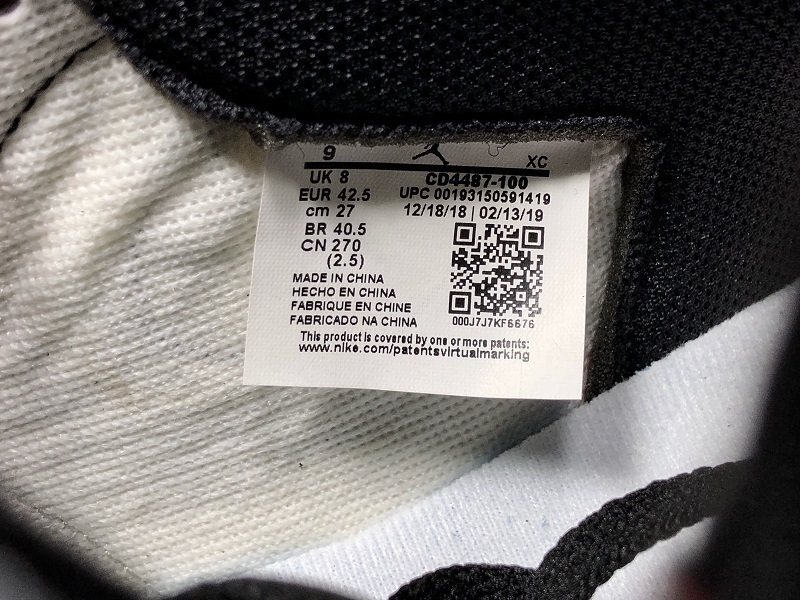 9 XC
UK 8
EUR 42.5
cm 27
BR 40.5
CN 270
(2.5)
CD4487-100
UPC 00193150591419
12/18/18 | 02/13/19
MADE IN CHINA
HECHO EN CHINA
FABRIQUE EN CHINE
FABRICADO NA CHINA
000J7J7KF6676
This product is covered by one or more patents:
www.nike.com/patentsvirtualmarking